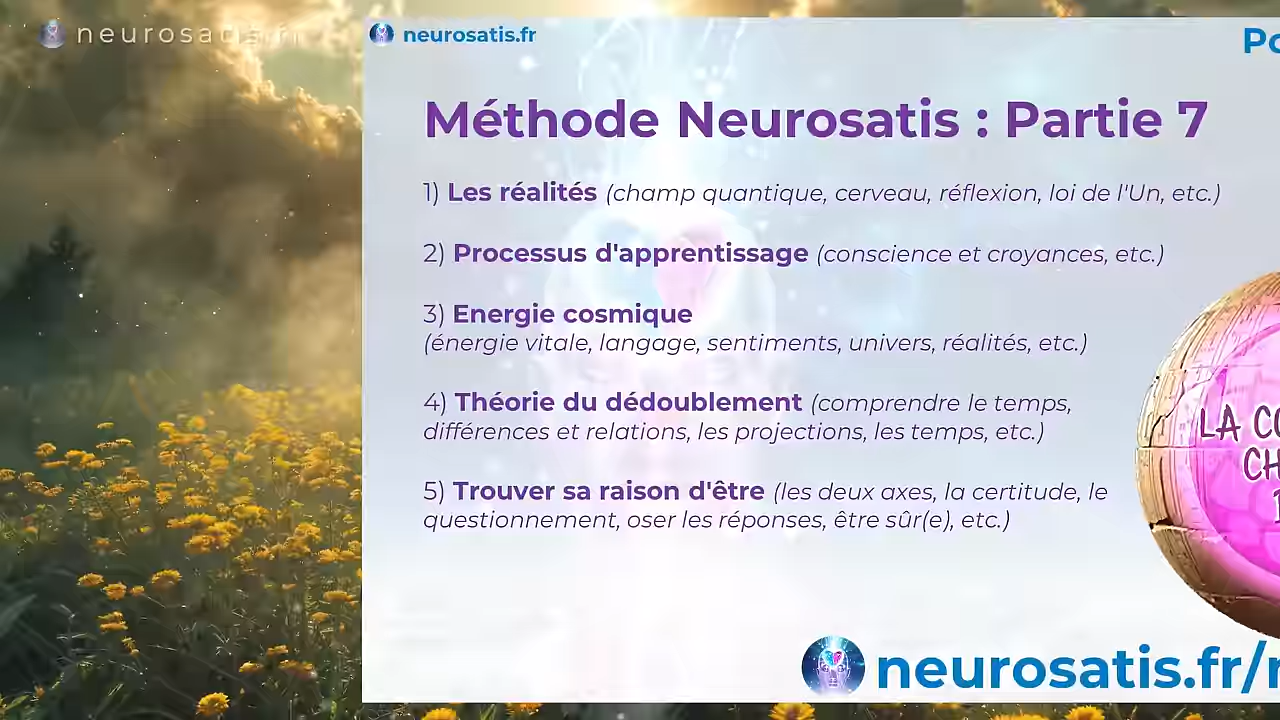 neurosatis.fr
neurosatis.fr
Méthode Neurosatis : Partie 7
1) Les réalités (champ quantique, cerveau, réflexion, loi de l'Un, etc.)
2) Processus d'apprentissage (conscience et croyances, etc.)
3) Energie cosmique
(énergie vitale, langage, sentiments, univers, réalités, etc.)
4) Théorie du dédoublement (comprendre le temps,
différences et relations, les projections, les temps, etc.)
5) Trouver sa raison d'être (les deux axes, la certitude, le
questionnement, oser les réponses, être sûr(e), etc.)
LA
neurosatis.fr/